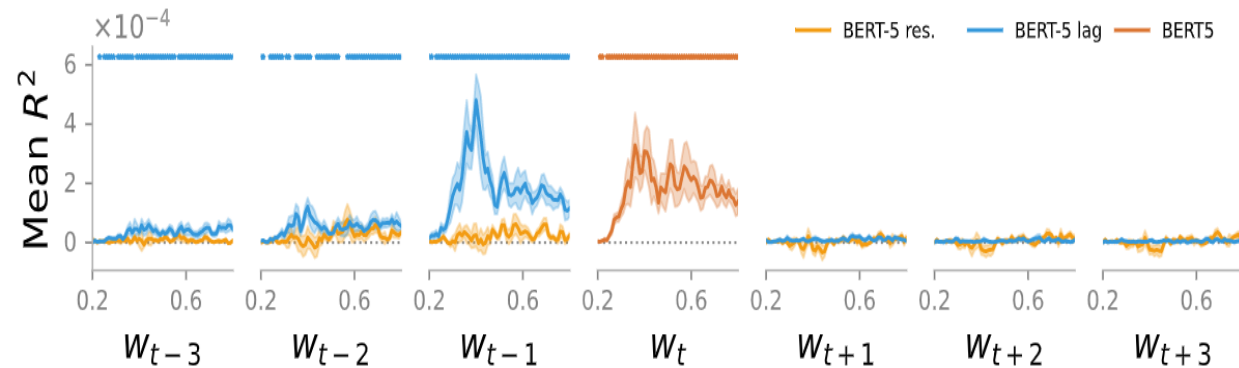 ×10⁻⁴
BERT-5 res. BERT-5 lag BERT5
Mean R²
6
4
2
0
0.2 0.6 0.2 0.6 0.2 0.6 0.2 0.6 0.2 0.6 0.2 0.6 0.2 0.6
wₜ₋₃ wₜ₋₂ wₜ₋₁ wₜ wₜ₊₁ wₜ₊₂ wₜ₊₃